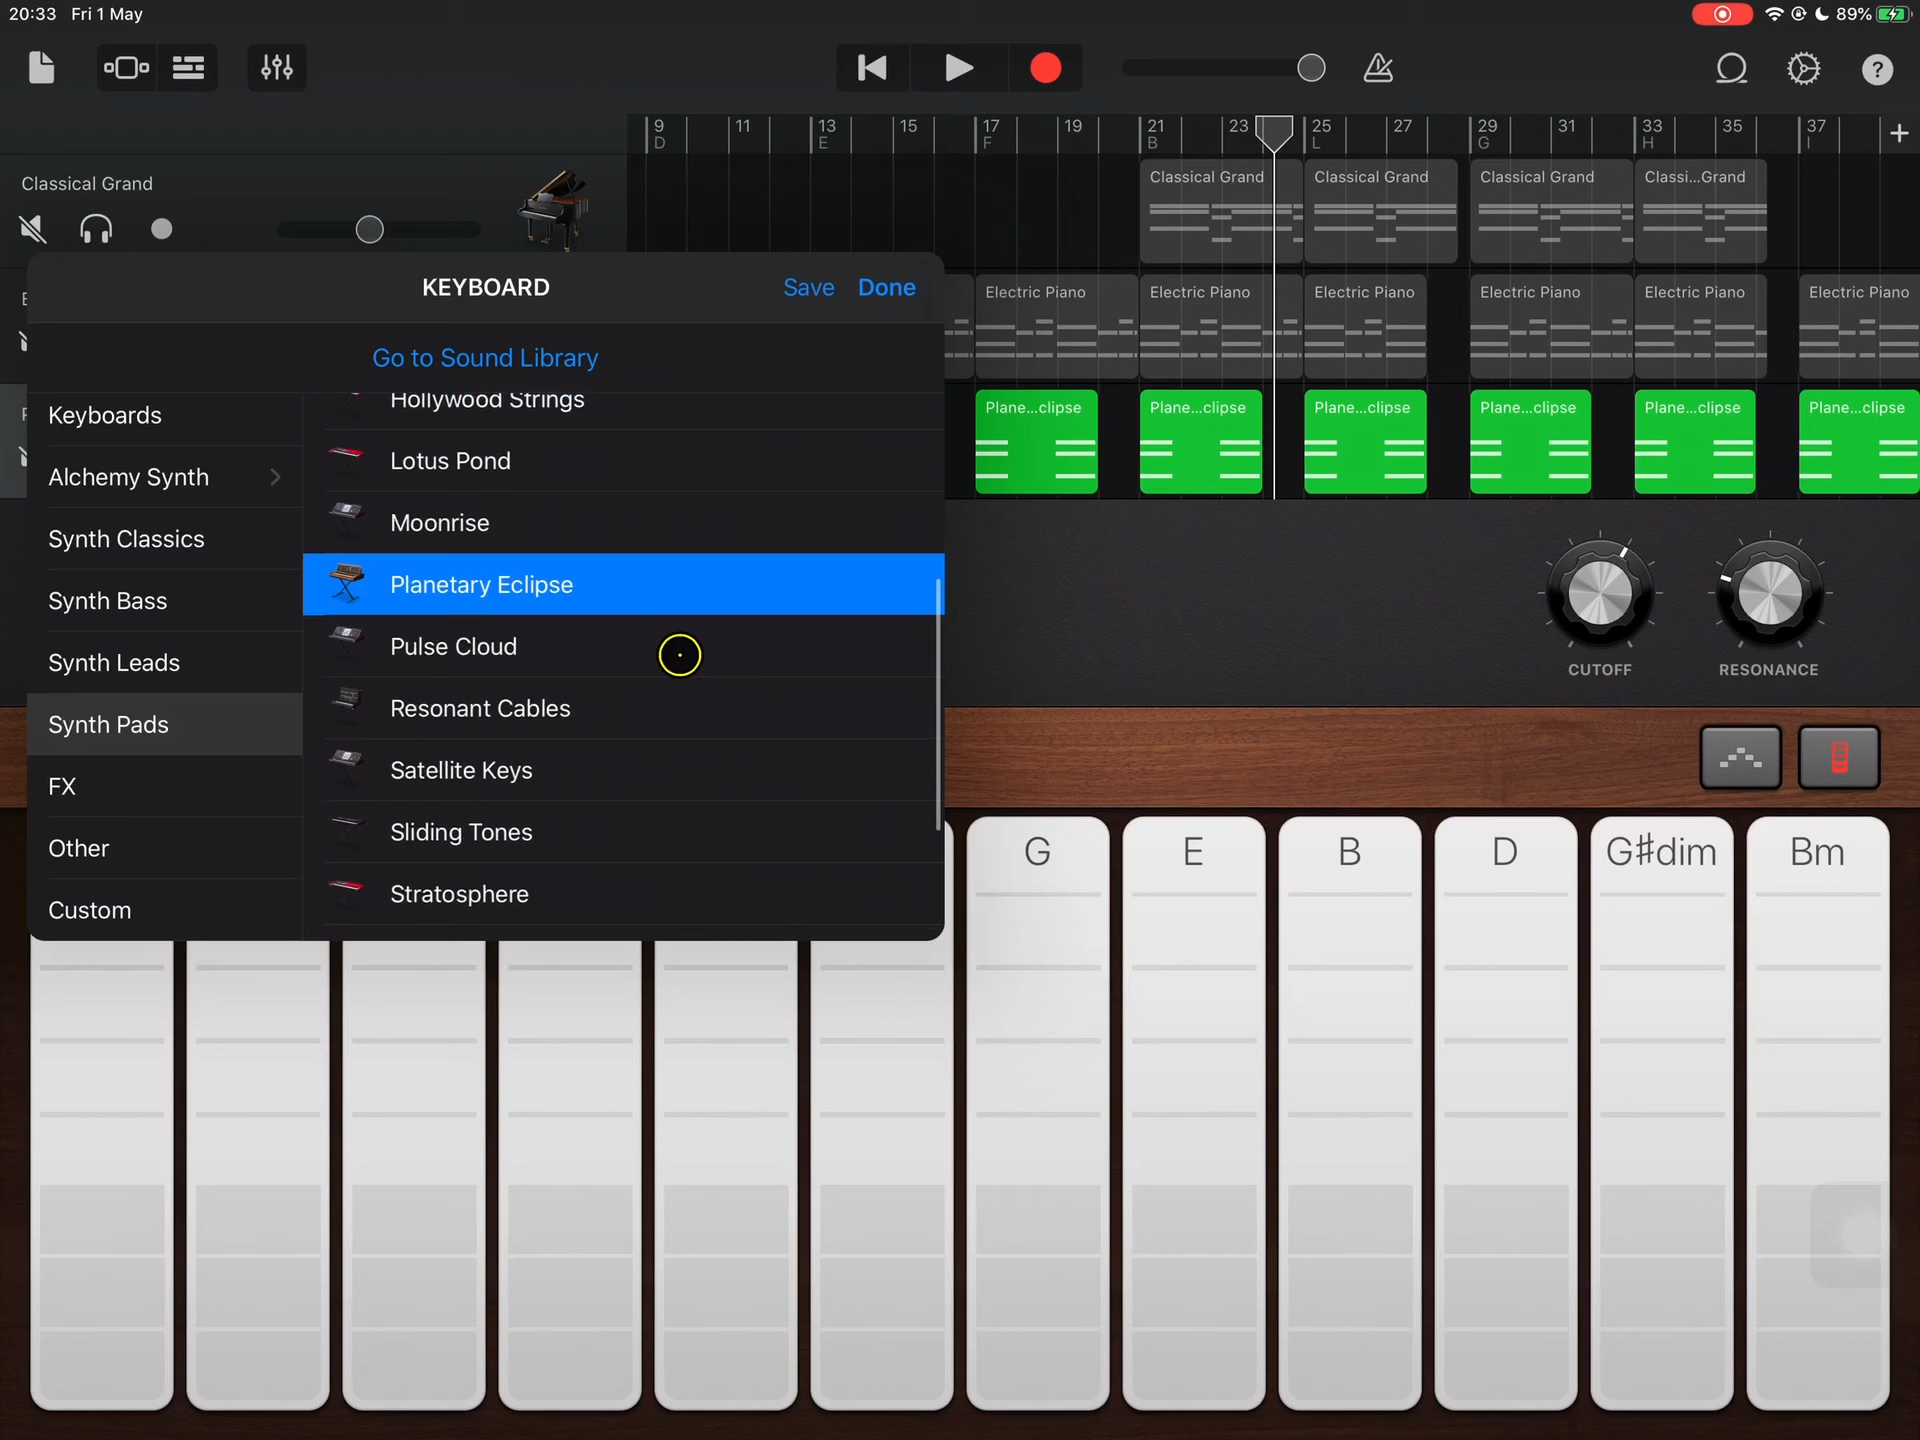 20:33 Fri 1 May
89%
?
9 11 13 15 17 19 21 23 25 27 29 31 33 35 37
D E F B L G H I
Classical Grand
Classical Grand Classical Grand Classical Grand Classi...Grand
Electric Piano Electric Piano Electric Piano Electric Piano Electric Piano Electric Piano
Plane...clipse Plane...clipse Plane...clipse Plane...clipse Plane...clipse Plane...clipse
KEYBOARD Save Done
Go to Sound Library
Keyboards
Alchemy Synth
Synth Classics
Synth Bass
Synth Leads
Synth Pads
FX
Other
Custom
Hollywood Strings
Lotus Pond
Moonrise
Planetary Eclipse
Pulse Cloud
Resonant Cables
Satellite Keys
Sliding Tones
Stratosphere
CUTOFF RESONANCE
G E B D G♯dim Bm